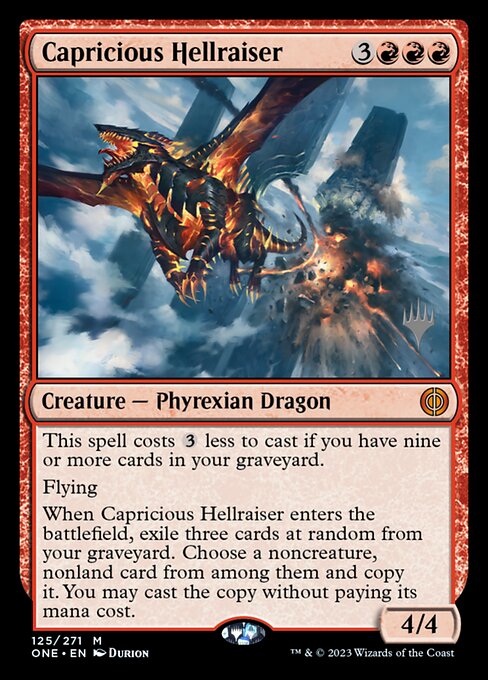 Capricious Hellraiser 3
Creature — Phyrexian Dragon
This spell costs 3 less to cast if you have nine
or more cards in your graveyard.
Flying
When Capricious Hellraiser enters the
battlefield, exile three cards at random from
your graveyard. Choose a noncreature,
nonland card from among them and copy
it. You may cast the copy without paying its
mana cost.
4/4
125/271 M
ONE • EN Durion
™ & © 2023 Wizards of the Coast